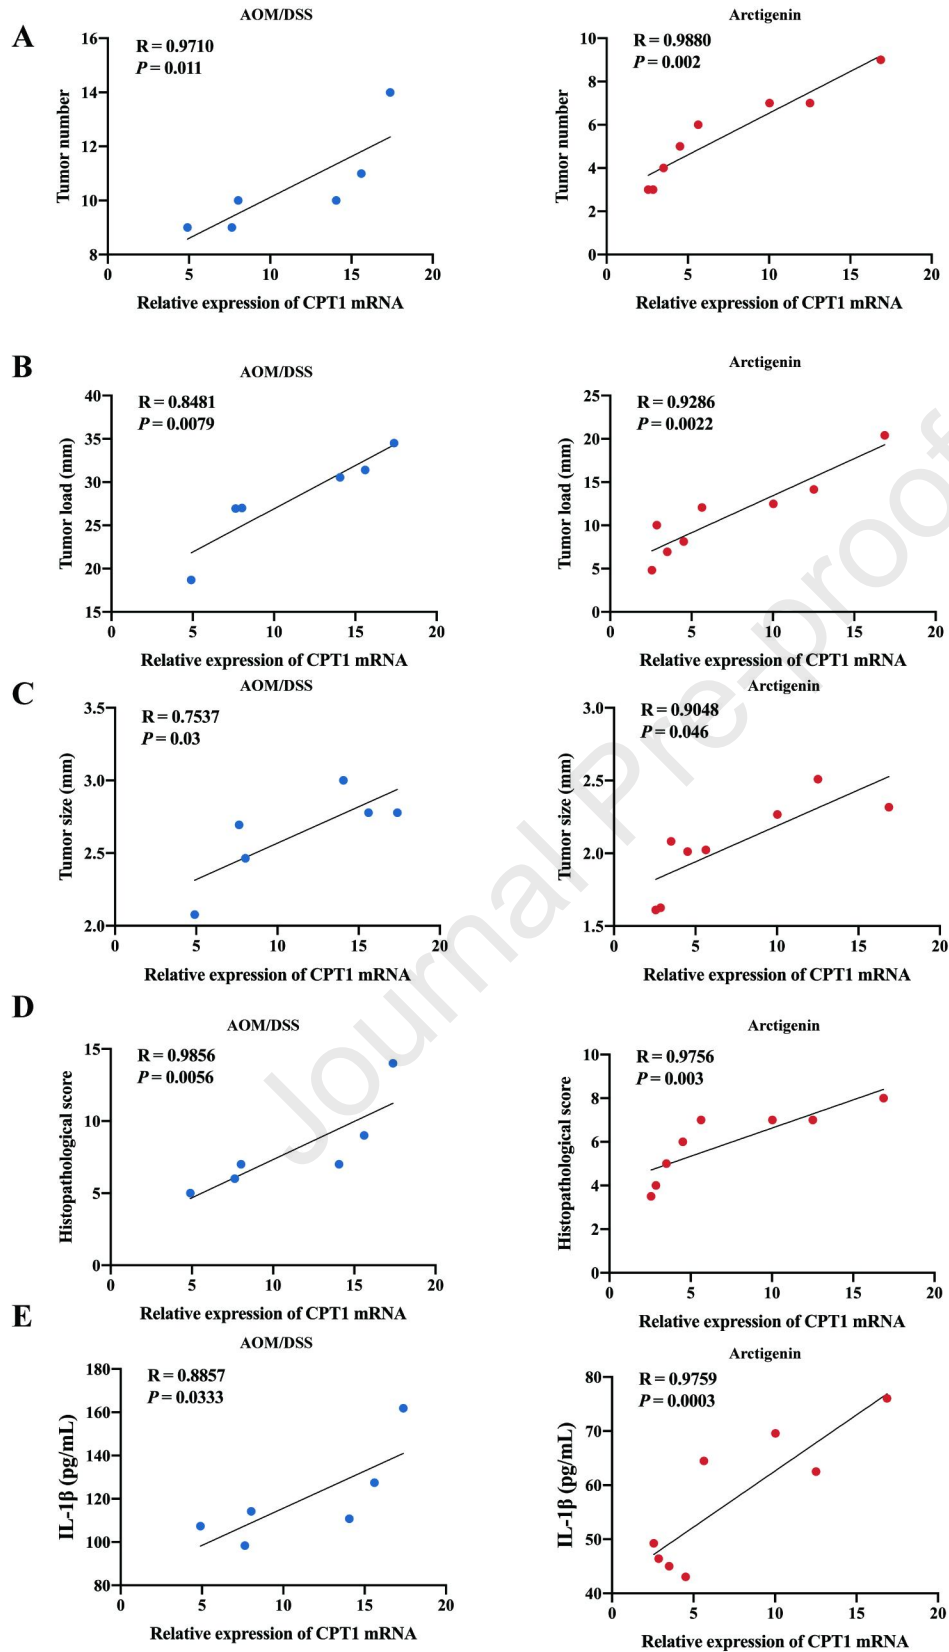 A
AOM/DSS
R = 0.9710
P = 0.011
16
14
12
10
8
Tumor number
0 5 10 15 20
Relative expression of CPT1 mRNA
Arctigenin
R = 0.9880
P = 0.002
10
8
6
4
2
0
Tumor number
0 5 10 15 20
Relative expression of CPT1 mRNA
B
AOM/DSS
R = 0.8481
P = 0.0079
40
35
30
25
20
15
Tumor load (mm)
0 5 10 15 20
Relative expression of CPT1 mRNA
Arctigenin
R = 0.9286
P = 0.0022
25
20
15
10
5
0
Tumor load (mm)
0 5 10 15 20
Relative expression of CPT1 mRNA
C
AOM/DSS
R = 0.7537
P = 0.03
3.5
3.0
2.5
2.0
Tumor size (mm)
0 5 10 15 20
Relative expression of CPT1 mRNA
Arctigenin
R = 0.9048
P = 0.046
3.0
2.5
2.0
1.5
Tumor size (mm)
0 5 10 15 20
Relative expression of CPT1 mRNA
D
AOM/DSS
R = 0.9856
P = 0.0056
15
10
5
0
Histopathological score
0 5 10 15 20
Relative expression of CPT1 mRNA
Arctigenin
R = 0.9756
P = 0.003
10
8
6
4
2
0
Histopathological score
0 5 10 15 20
Relative expression of CPT1 mRNA
E
AOM/DSS
R = 0.8857
P = 0.0333
180
160
140
120
100
80
IL-1β (pg/mL)
0 5 10 15 20
Relative expression of CPT1 mRNA
Arctigenin
R = 0.9759
P = 0.0003
80
70
60
50
40
IL-1β (pg/mL)
0 5 10 15 20
Relative expression of CPT1 mRNA
Journal Pre-proof